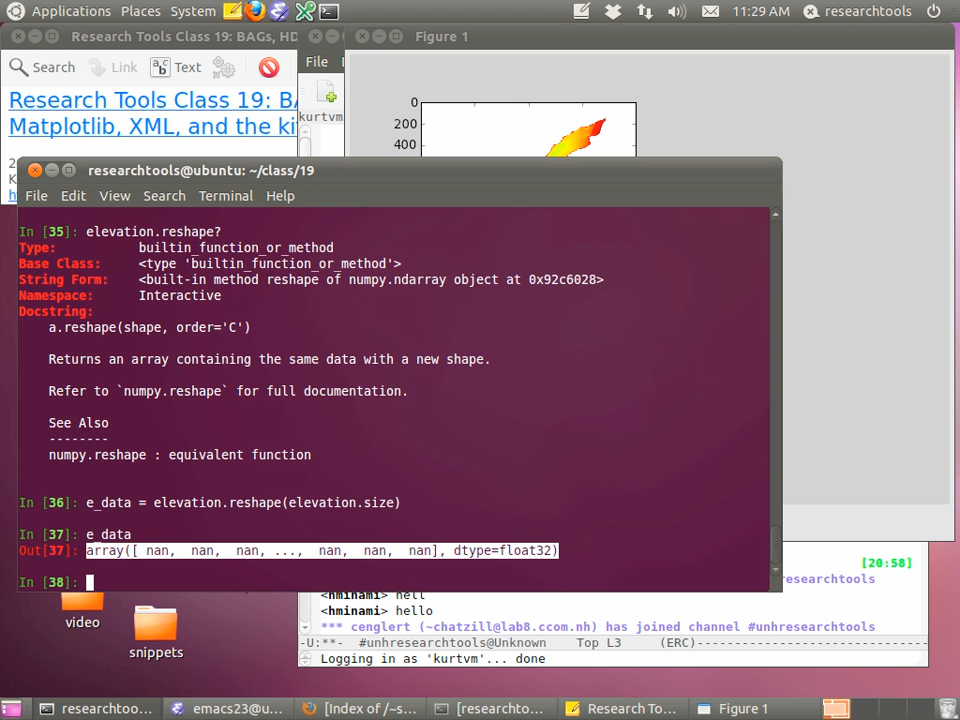 Applications Places System 11:29 AM researchtools
Research Tools Class 19: BAGs, HD
Figure 1
Search Link Text
File
Research Tools Class 19: BA
Matplotlib, XML, and the ki
kurtvm
0
200
400
researchtools@ubuntu: ~/class/19
File Edit View Search Terminal Help
In [35]: elevation.reshape?
Type: builtin_function_or_method
Base Class: <type 'builtin_function_or_method'>
String Form: <built-in method reshape of numpy.ndarray object at 0x92c6028>
Namespace: Interactive
Docstring:
a.reshape(shape, order='C')
Returns an array containing the same data with a new shape.
Refer to `numpy.reshape` for full documentation.
See Also
--------
numpy.reshape : equivalent function
In [36]: e_data = elevation.reshape(elevation.size)
In [37]: e_data
Out[37]: array([ nan, nan, nan, ..., nan, nan, nan], dtype=float32)
In [38]:
[20:58]
researchtools
<hminami> hell
<hminami> hello
*** cenglert (~chatzill@lab8.ccom.nh) has joined channel #unhresearchtools
-U:**- #unhresearchtools@Unknown Top L3 (ERC)------------------------------
Logging in as 'kurtvm'... done
video
snippets
researchto... emacs23@u... [Index of /~s... [researchto... Research To... Figure 1